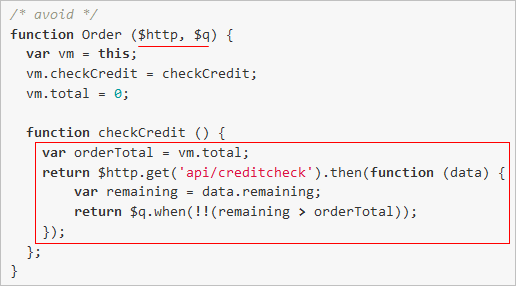 /* avoid */
function Order ($http, $q) {
  var vm = this;
  vm.checkCredit = checkCredit;
  vm.total = 0;

  function checkCredit () {
    var orderTotal = vm.total;
    return $http.get('api/creditcheck').then(function (data) {
        var remaining = data.remaining;
        return $q.when(!!(remaining > orderTotal));
    });
  };
}